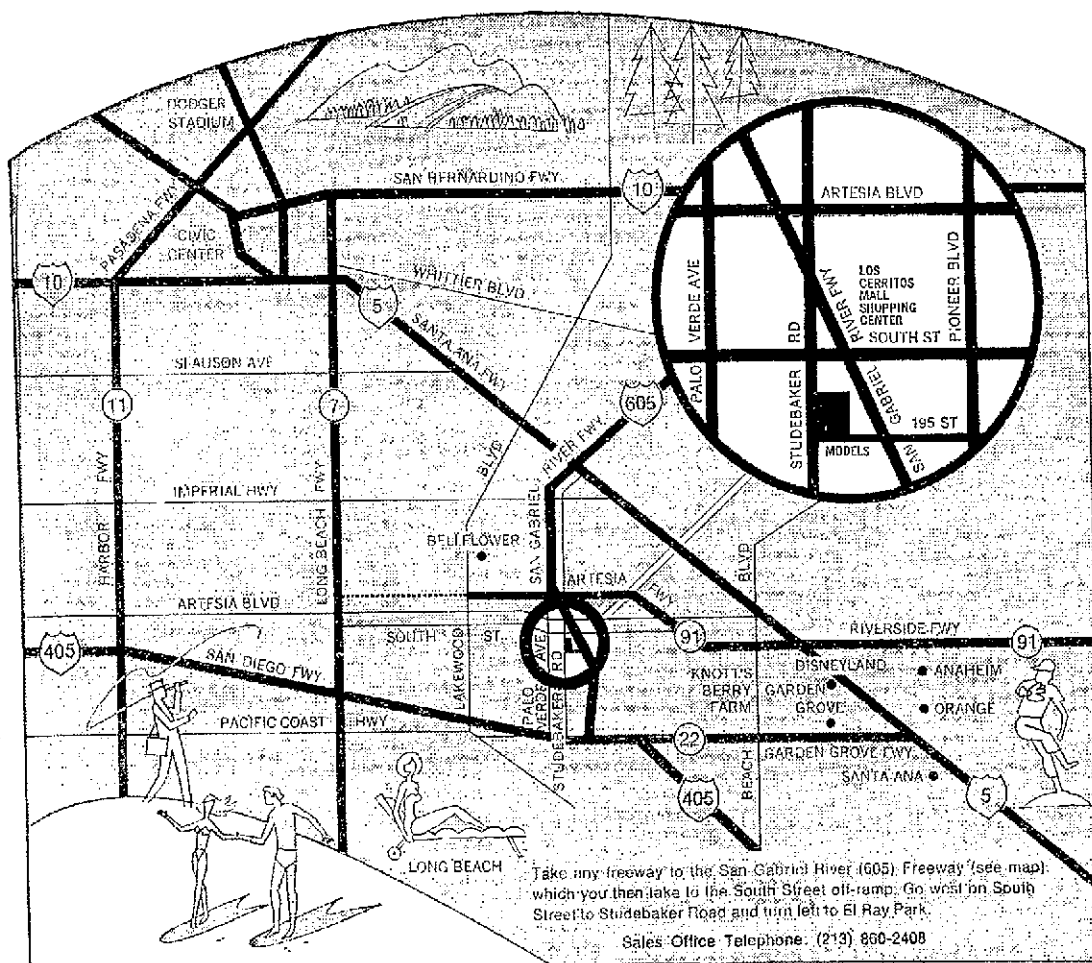 DODGER
STADIUM
PASADENA FWY
SAN BERNARDINO FWY
10
ARTESIA BLVD
CIVIC
CENTER
10
WHITTIER BLVD
5
SANTA ANA FWY
PALO VERDE AVE
STUDEBAKER RD
SAN GABRIEL RIVER FWY
LOS
CERRITOS
MALL
SHOPPING
CENTER
PIONEER BLVD
SOUTH ST
195 ST
MODELS
SLAUSON AVE
11
7
605
HARBOR FWY
LONG BEACH FWY
IMPERIAL HWY
LAKEWOOD BLVD
SAN GABRIEL RIVER FWY
BELLFLOWER
ARTESIA FWY
ARTESIA BLVD
SOUTH ST.
405
SAN DIEGO FWY
PALO VERDE AVE.
STUDEBAKER RD
BEACH BLVD
91
RIVERSIDE FWY
91
KNOTT'S
BERRY
FARM
DISNEYLAND
GARDEN
GROVE
ANAHEIM
ORANGE
PACIFIC COAST HWY
22
GARDEN GROVE FWY
SANTA ANA
405
5
LONG BEACH
Take any freeway to the San Gabriel River (605) Freeway (see map)
which you then take to the South Street off-ramp. Go west on South
Street to Studebaker Road and turn left to El Ray Park.
Sales Office Telephone: (213) 860-2408